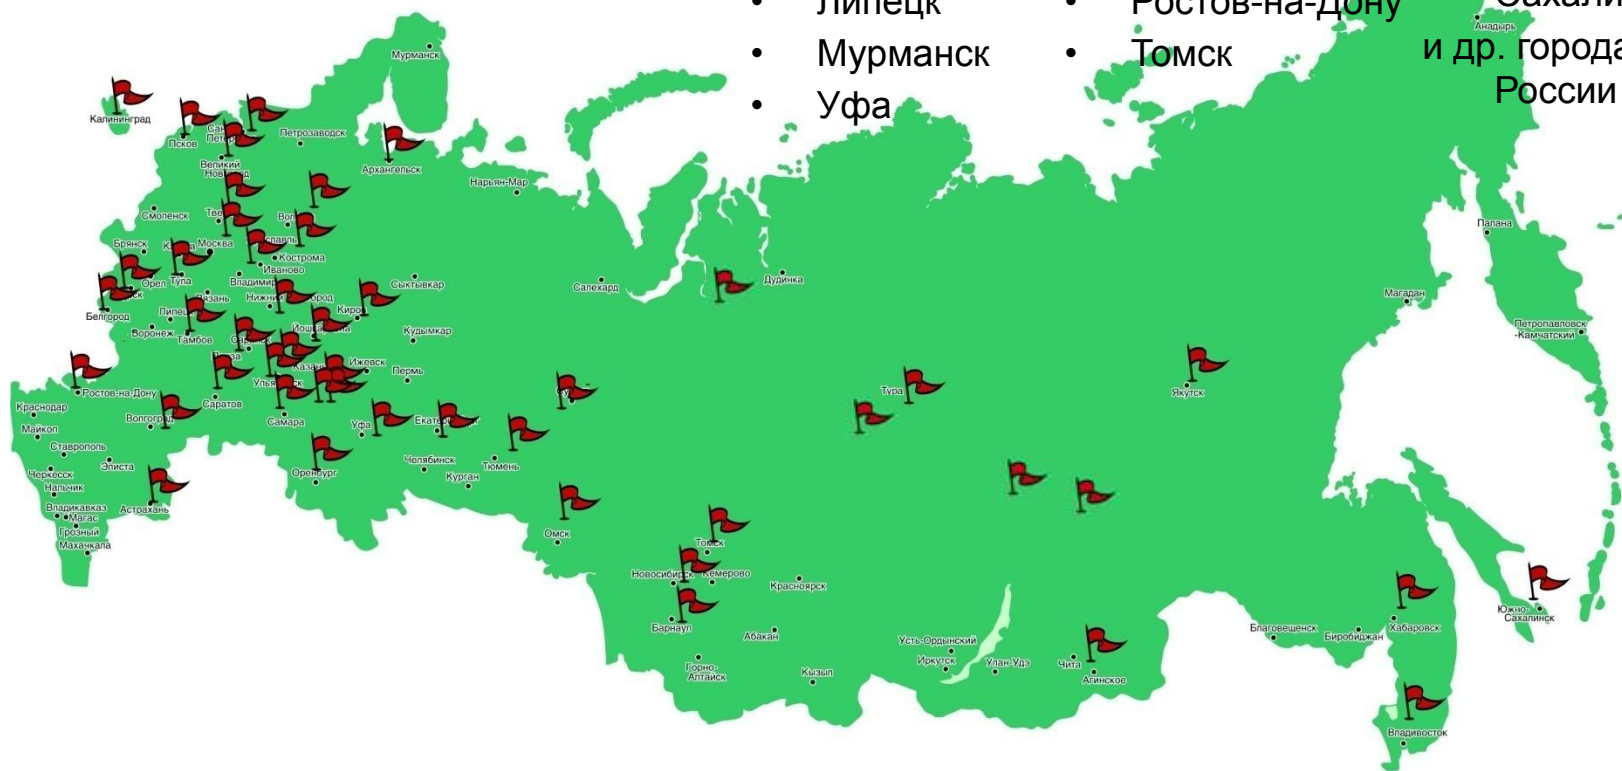 Липецк
Ростов-на-Дону
Мурманск
Томск
и др. города
России
Уфа
Анадырь
Мурманск
Калининград
Псков
Петрозаводск
Великий
Архангельск
Нарьян-Мар
Смоленск
Брянск
Москва
Кострома
Иваново
Орел
Тула
Владимир
Сыктывкар
Салехард
Дудинка
Палана
Магадан
Петропавловск
-Камчатский
Белгород
Нижний
Киров
Воронеж
Тамбов
Кудымкар
Ижевск
Пермь
Ростов-на-Дону
Саратов
Краснодар
Майкоп
Волгоград
Самара
Уфа
Тура
Якутск
Ставрополь
Элиста
Черкесск
Нальчик
Оренбург
Челябинск
Курган
Тюмень
Владикавказ
Магас
Грозный
Махачкала
Астрахань
Омск
Томск
Новосибирск
Кемерово
Красноярск
Барнаул
Абакан
Горно-
Алтайск
Кызыл
Усть-Ордынский
Иркутск
Улан-Удэ
Чита
Агинское
Благовещенск
Биробиджан
Хабаровск
Южно-
Сахалинск
Владивосток